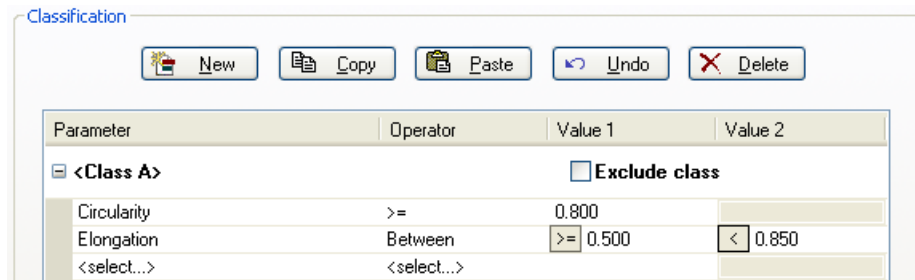 Classification
New Copy Paste Undo Delete
Parameter Operator Value 1 Value 2
<Class A> Exclude class
Circularity >= 0.800
Elongation Between >= 0.500 < 0.850
<select...> <select...>